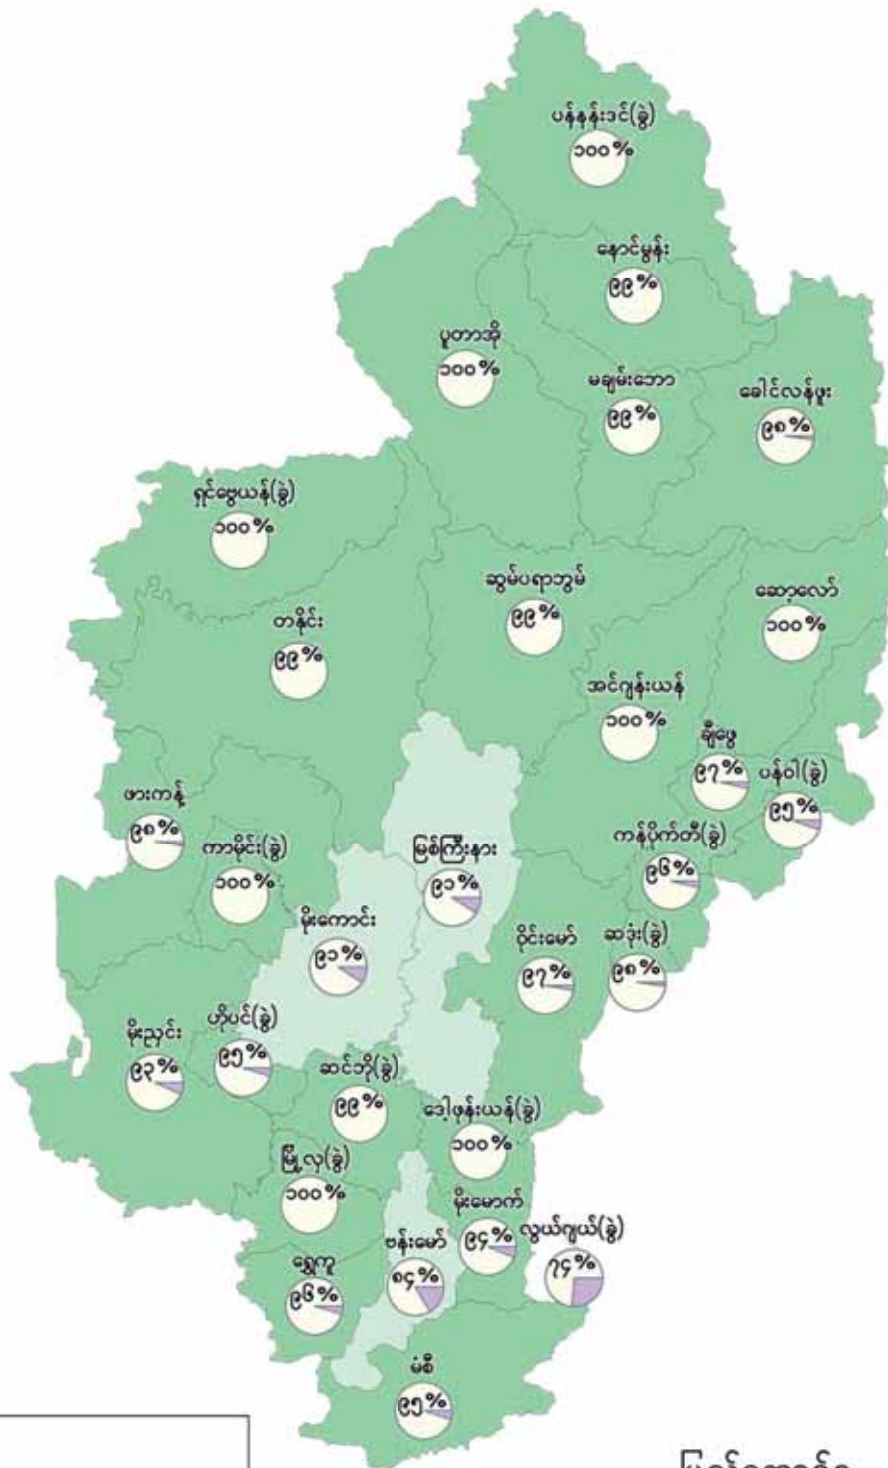 ပန်နန်းဒင်(ခွဲ)
၁၀၀%
နောင်မွန်း
၉၉%
ပူတာအို
၁၀၀%
မချမ်းဘော
၉၉%
ခေါင်လန်ဖူး
၉၈%
ရှင်ဗွေယန်(ခွဲ)
၁၀၀%
ဆွမ်ပရာဘွမ်
၉၉%
ဆော့လော်
၁၀၀%
တနိုင်း
၉၉%
အင်ဂျန်းယန်
၁၀၀%
ချီဖွေ
၉၇%
ပန်ဝါ(ခွဲ)
၉၅%
ဖားကန့်
၉၈%
ကာမိုင်း(ခွဲ)
၁၀၀%
မြစ်ကြီးနား
၉၁%
ကန်ပိုက်တီ(ခွဲ)
၉၆%
မိုးကောင်း
၉၁%
ဝိုင်းမော်
၉၇%
ဆဒုံး(ခွဲ)
၉၈%
မိုးညှင်း
၉၃%
ဟိုပင်(ခွဲ)
၉၅%
ဆင်ဘို(ခွဲ)
၉၉%
ဒေါ့ဖုန်းယန်(ခွဲ)
၁၀၀%
မြို့လှ(ခွဲ)
၁၀၀%
မိုးမောက်
၉၄%
လွယ်ဂျယ်(ခွဲ)
၇၄%
ရွှေကူ
၉၆%
ဗန်းမော်
၈၄%
မံစီ
၉၅%